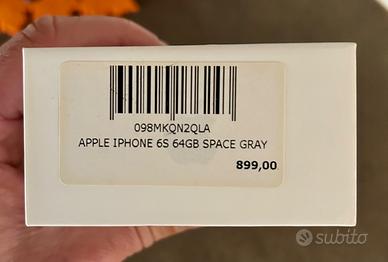 098MKQN2QLA
APPLE IPHONE 6S 64GB SPACE GRAY
899,00
subito